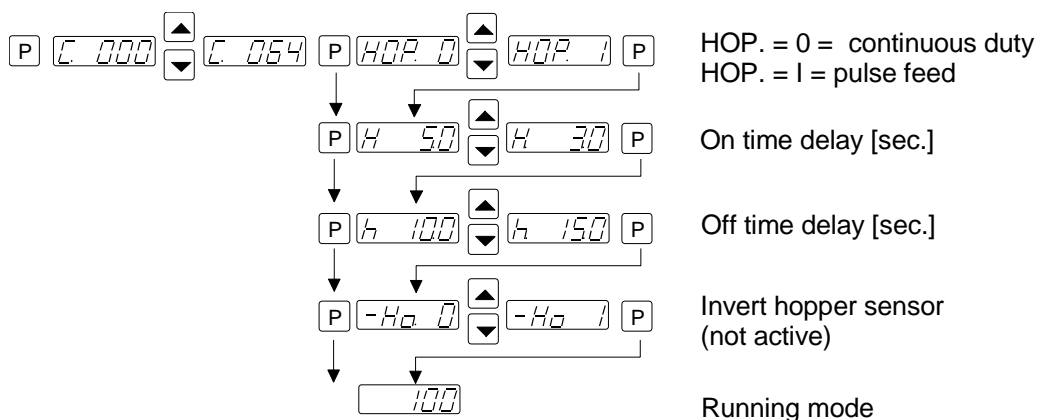 P C. 000 C. 064 P HOP. 0 HOP. 1 P
HOP. = 0 = continuous duty
HOP. = I = pulse feed
P H 5.0 H 3.0 P
On time delay [sec.]
P h 10.0 h. 15.0 P
Off time delay [sec.]
P -Ho. 0 -Ho 1 P
Invert hopper sensor
(not active)
100
Running mode